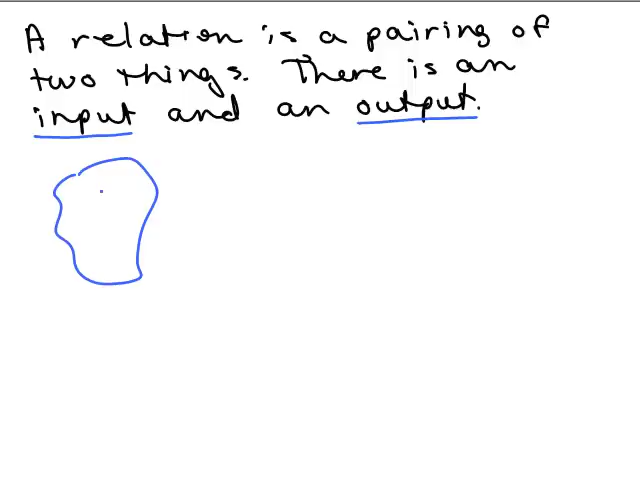 A relation is a pairing of
two things. There is an
input and an output.